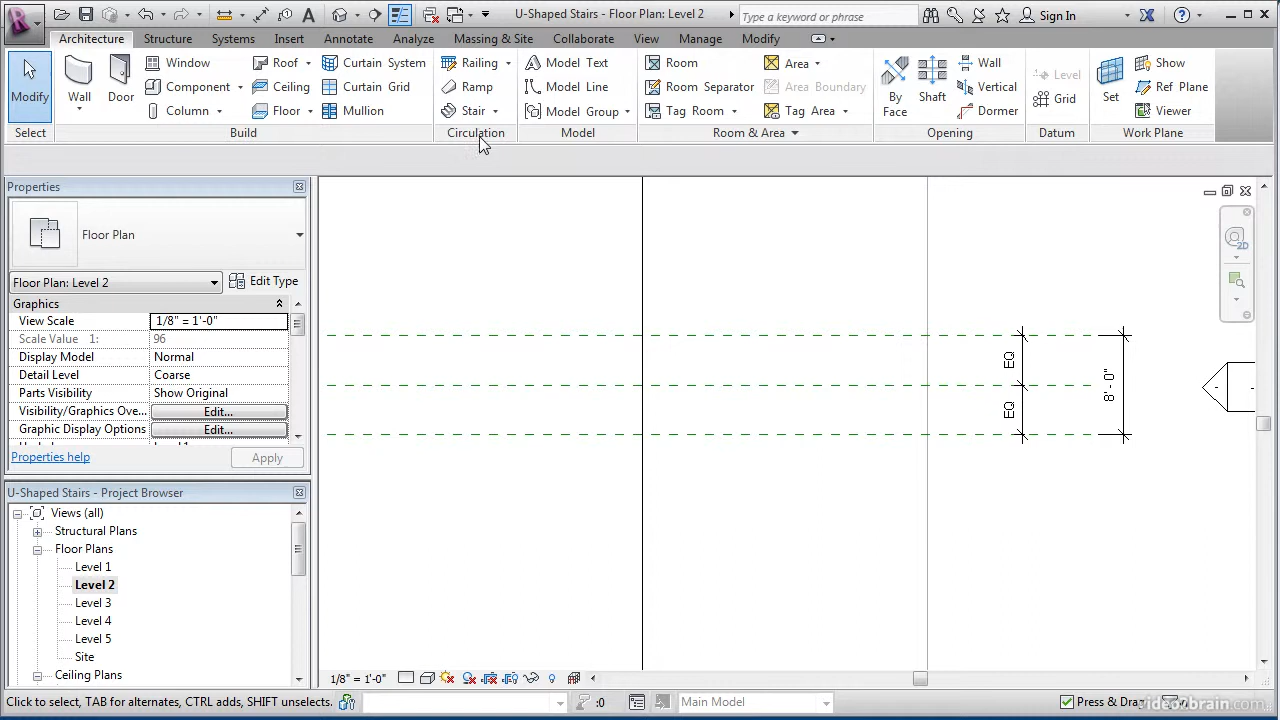 U-Shaped Stairs - Floor Plan: Level 2
Type a keyword or phrase
Sign In
Architecture Structure Systems Insert Annotate Analyze Massing & Site Collaborate View Manage Modify
Modify
Wall
Door
Window
Component
Column
Roof
Ceiling
Floor
Curtain System
Curtain Grid
Mullion
Railing
Ramp
Stair
Model Text
Model Line
Model Group
Room
Room Separator
Tag Room
Area
Area Boundary
Tag Area
By
Face
Shaft
Wall
Vertical
Dormer
Level
Grid
Set
Show
Ref Plane
Viewer
Select Build Circulation Model Room & Area Opening Datum Work Plane
Properties
Floor Plan
Floor Plan: Level 2 Edit Type
Graphics
View Scale 1/8" = 1'-0"
Scale Value 1: 96
Display Model Normal
Detail Level Coarse
Parts Visibility Show Original
Visibility/Graphics Ove... Edit...
Graphic Display Options Edit...
Properties help Apply
U-Shaped Stairs - Project Browser
Views (all)
Structural Plans
Floor Plans
Level 1
Level 2
Level 3
Level 4
Level 5
Site
Ceiling Plans
2D
EQ
EQ
8' - 0"
1/8" = 1'-0"
Click to select, TAB for alternates, CTRL adds, SHIFT unselects. :0 Main Model Press & Drag
video2brain.com